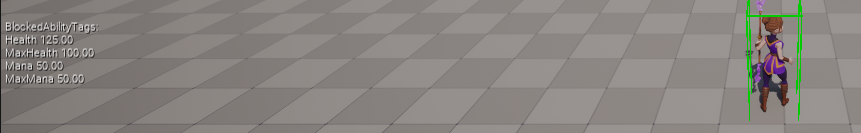 BlockedAbilityTags:
Health 125.00
MaxHealth 100.00
Mana 50.00
MaxMana 50.00